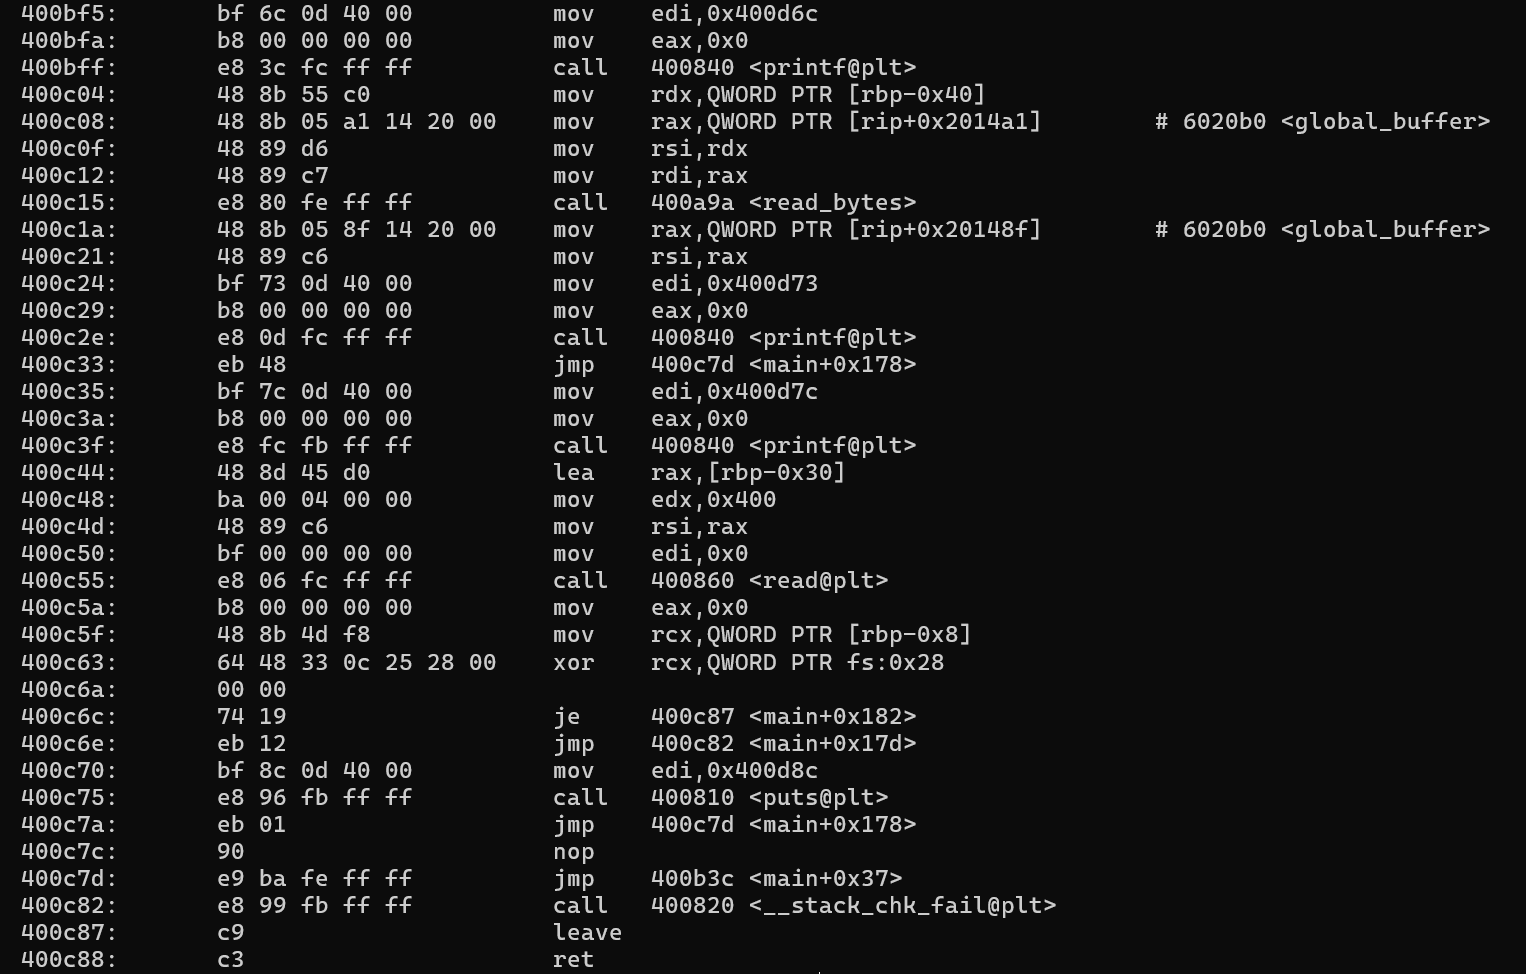 400bf5: bf 6c 0d 40 00 mov edi,0x400d6c
400bfa: b8 00 00 00 00 mov eax,0x0
400bff: e8 3c fc ff ff call 400840 <printf@plt>
400c04: 48 8b 55 c0 mov rdx,QWORD PTR [rbp-0x40]
400c08: 48 8b 05 a1 14 20 00 mov rax,QWORD PTR [rip+0x2014a1] # 6020b0 <global_buffer>
400c0f: 48 89 d6 mov rsi,rdx
400c12: 48 89 c7 mov rdi,rax
400c15: e8 80 fe ff ff call 400a9a <read_bytes>
400c1a: 48 8b 05 8f 14 20 00 mov rax,QWORD PTR [rip+0x20148f] # 6020b0 <global_buffer>
400c21: 48 89 c6 mov rsi,rax
400c24: bf 73 0d 40 00 mov edi,0x400d73
400c29: b8 00 00 00 00 mov eax,0x0
400c2e: e8 0d fc ff ff call 400840 <printf@plt>
400c33: eb 48 jmp 400c7d <main+0x178>
400c35: bf 7c 0d 40 00 mov edi,0x400d7c
400c3a: b8 00 00 00 00 mov eax,0x0
400c3f: e8 fc fb ff ff call 400840 <printf@plt>
400c44: 48 8d 45 d0 lea rax,[rbp-0x30]
400c48: ba 00 04 00 00 mov edx,0x400
400c4d: 48 89 c6 mov rsi,rax
400c50: bf 00 00 00 00 mov edi,0x0
400c55: e8 06 fc ff ff call 400860 <read@plt>
400c5a: b8 00 00 00 00 mov eax,0x0
400c5f: 48 8b 4d f8 mov rcx,QWORD PTR [rbp-0x8]
400c63: 64 48 33 0c 25 28 00 xor rcx,QWORD PTR fs:0x28
400c6a: 00 00
400c6c: 74 19 je 400c87 <main+0x182>
400c6e: eb 12 jmp 400c82 <main+0x17d>
400c70: bf 8c 0d 40 00 mov edi,0x400d8c
400c75: e8 96 fb ff ff call 400810 <puts@plt>
400c7a: eb 01 jmp 400c7d <main+0x178>
400c7c: 90 nop
400c7d: e9 ba fe ff ff jmp 400b3c <main+0x37>
400c82: e8 99 fb ff ff call 400820 <__stack_chk_fail@plt>
400c87: c9 leave
400c88: c3 ret